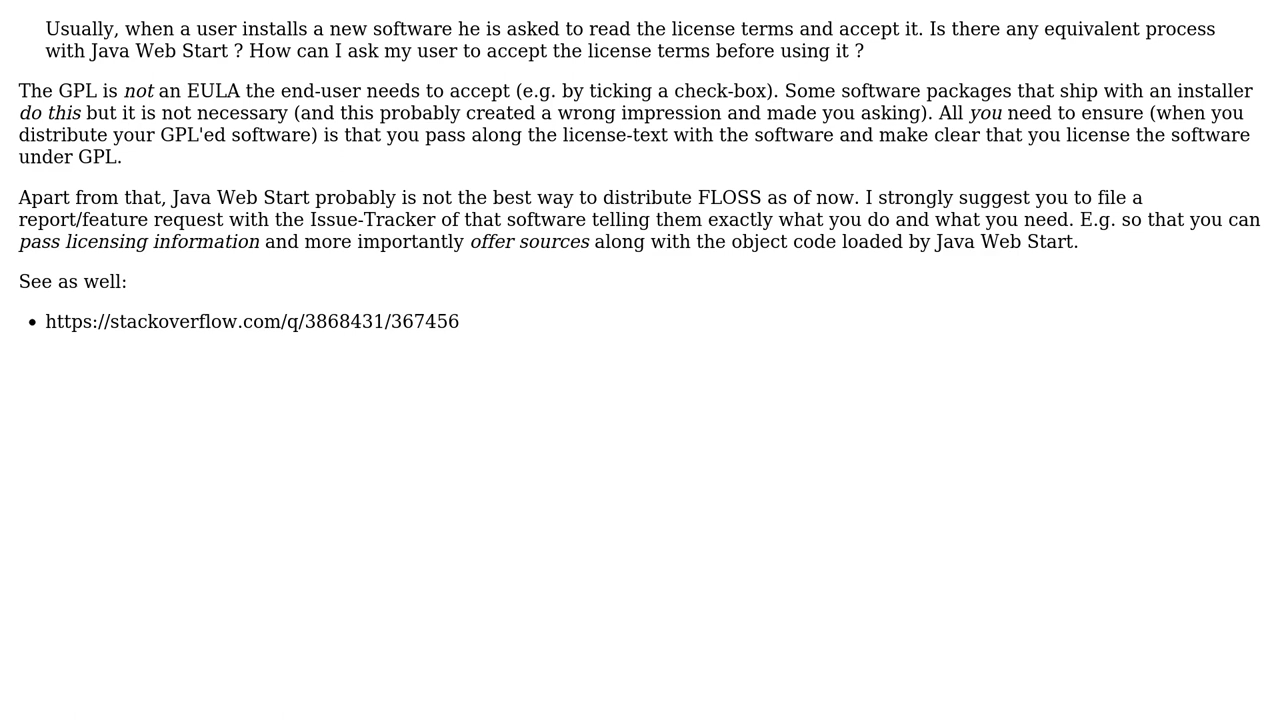 Usually, when a user installs a new software he is asked to read the license terms and accept it. Is there any equivalent process
with Java Web Start ? How can I ask my user to accept the license terms before using it ?
The GPL is not an EULA the end-user needs to accept (e.g. by ticking a check-box). Some software packages that ship with an installer
do this but it is not necessary (and this probably created a wrong impression and made you asking). All you need to ensure (when you
distribute your GPL'ed software) is that you pass along the license-text with the software and make clear that you license the software
under GPL.
Apart from that, Java Web Start probably is not the best way to distribute FLOSS as of now. I strongly suggest you to file a
report/feature request with the Issue-Tracker of that software telling them exactly what you do and what you need. E.g. so that you can
pass licensing information and more importantly offer sources along with the object code loaded by Java Web Start.
See as well:
• https://stackoverflow.com/q/3868431/367456